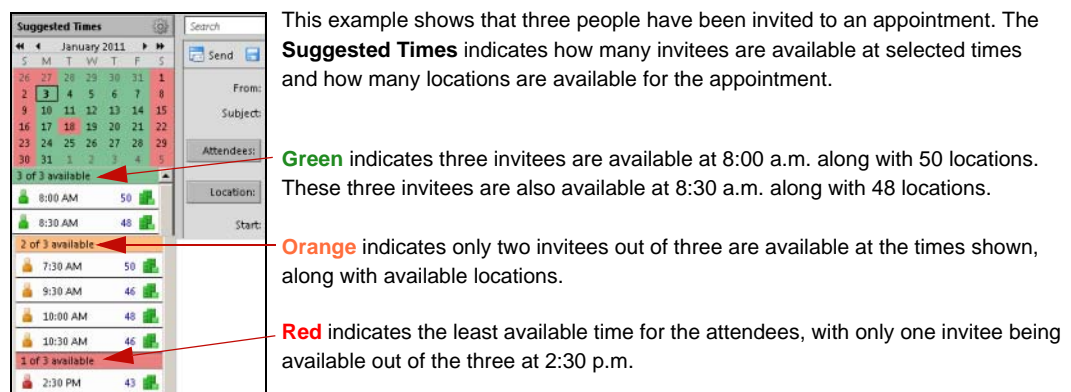 Suggested Times
January 2011
S M T W T F S
26 27 28 29 30 31 1
2 3 4 5 6 7 8
9 10 11 12 13 14 15
16 17 18 19 20 21 22
23 24 25 26 27 28 29
30 31 1 2 3 4 5
3 of 3 available
8:00 AM 50
8:30 AM 48
2 of 3 available
7:30 AM 50
9:30 AM 46
10:00 AM 48
10:30 AM 46
1 of 3 available
2:30 PM 43
Search
Send
From:
Subject:
Attendees:
Location:
Start:
This example shows that three people have been invited to an appointment. The
Suggested Times indicates how many invitees are available at selected times
and how many locations are available for the appointment.
Green indicates three invitees are available at 8:00 a.m. along with 50 locations.
These three invitees are also available at 8:30 a.m. along with 48 locations.
Orange indicates only two invitees out of three are available at the times shown,
along with available locations.
Red indicates the least available time for the attendees, with only one invitee being
available out of the three at 2:30 p.m.